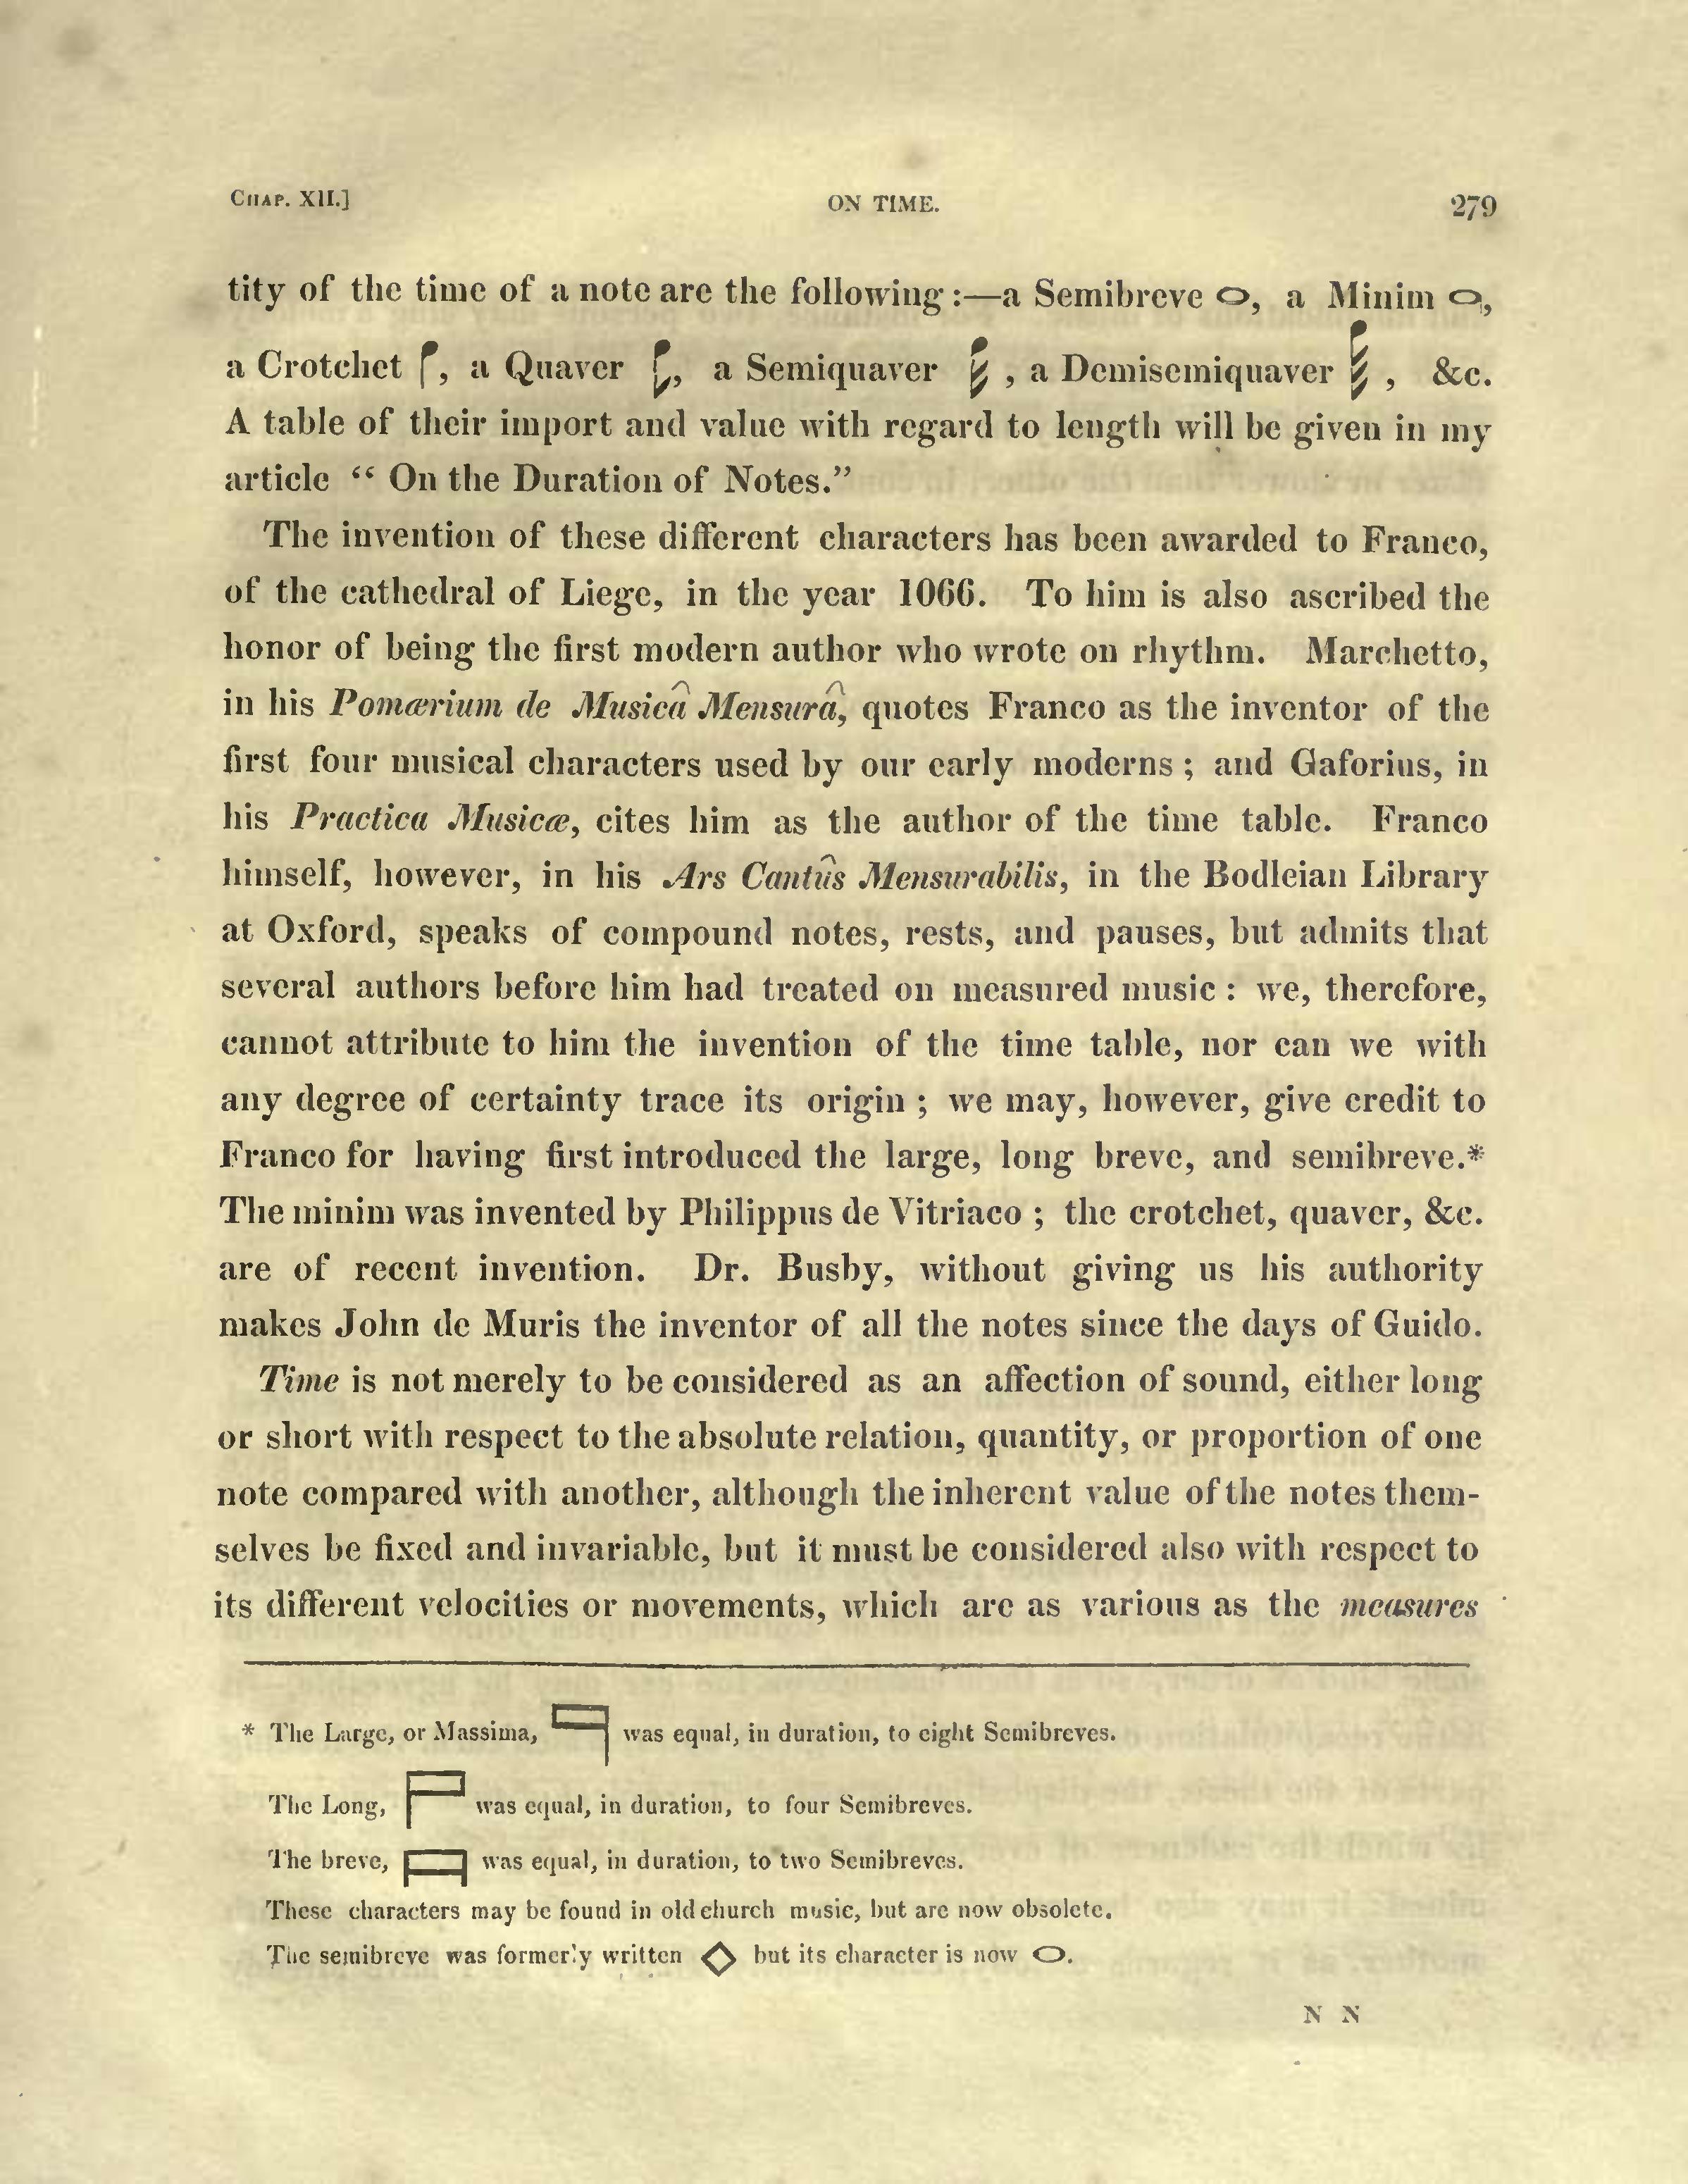 CHAP. XII.] ON TIME. 279
tity of the time of a note are the following :—a Semibreve , a Minim ,
a Crotchet , a Quaver , a Semiquaver , a Demisemiquaver , &c.
A table of their import and value with regard to length will be given in my
article “ On the Duration of Notes.”
The invention of these different characters has been awarded to Franco,
of the cathedral of Liege, in the year 1066. To him is also ascribed the
honor of being the first modern author who wrote on rhythm. Marchetto,
in his Pomœrium de Musicâ Mensurâ, quotes Franco as the inventor of the
first four musical characters used by our early moderns ; and Gaforius, in
his Practica Musicæ, cites him as the author of the time table. Franco
himself, however, in his Ars Cantûs Mensurabilis, in the Bodleian Library
at Oxford, speaks of compound notes, rests, and pauses, but admits that
several authors before him had treated on measured music : we, therefore,
cannot attribute to him the invention of the time table, nor can we with
any degree of certainty trace its origin ; we may, however, give credit to
Franco for having first introduced the large, long breve, and semibreve.*
The minim was invented by Philippus de Vitriaco ; the crotchet, quaver, &c.
are of recent invention. Dr. Busby, without giving us his authority
makes John de Muris the inventor of all the notes since the days of Guido.
Time is not merely to be considered as an affection of sound, either long
or short with respect to the absolute relation, quantity, or proportion of one
note compared with another, although the inherent value of the notes them-
selves be fixed and invariable, but it must be considered also with respect to
its different velocities or movements, which are as various as the measures
* The Large, or Massima, was equal, in duration, to eight Semibreves.
The Long, was equal, in duration, to four Semibreves.
The breve, was equal, in duration, to two Semibreves.
These characters may be found in old church music, but are now obsolete.
The semibreve was formerly written but its character is now .
N N